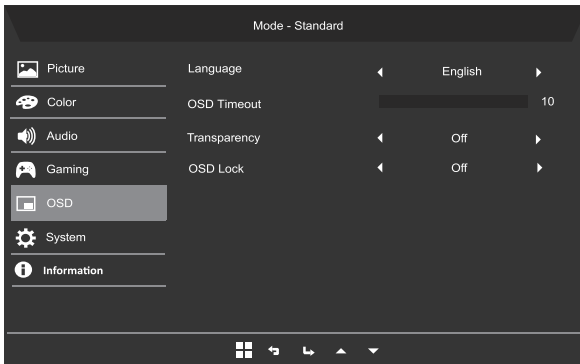 Mode - Standard
Picture
Color
Audio
Gaming
OSD
System
Information
Language English
OSD Timeout 10
Transparency Off
OSD Lock Off